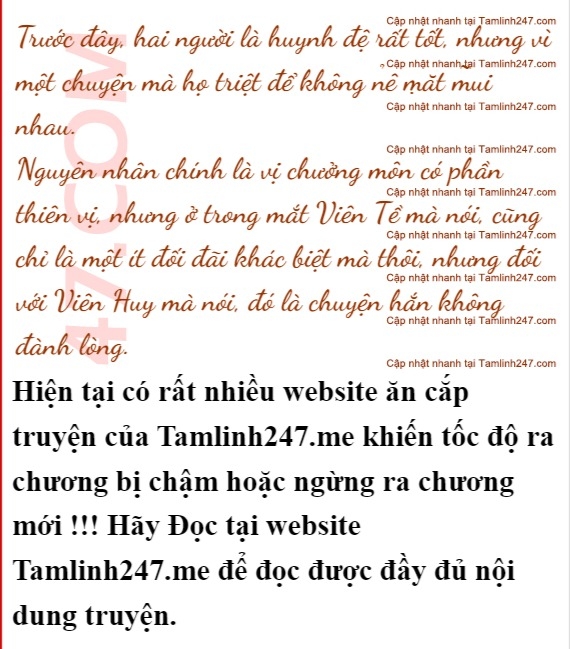 Cập nhật nhanh tại Tamlinh247.com
Trước đây, hai người là huynh đệ rất tốt, nhưng vì
Cập nhật nhanh tại Tamlinh247.com
một chuyện mà họ triệt để không nể mặt mũi
Cập nhật nhanh tại Tamlinh247.com
nhau.
Cập nhật nhanh tại Tamlinh247.com
Nguyên nhân chính là vị chưởng môn có phần
Cập nhật nhanh tại Tamlinh247.com
thiên vị, nhưng ở trong mắt Viên Tề mà nói, cũng
Cập nhật nhanh tại Tamlinh247.com
chỉ là một ít đối đãi khác biệt mà thôi, nhưng đối
Cập nhật nhanh tại Tamlinh247.com
với Viên Huy mà nói, đó là chuyện hắn không
Cập nhật nhanh tại Tamlinh247.com
đành lòng.
Cập nhật nhanh tại Tamlinh247.com
47.COM
Hiện tại có rất nhiều website ăn cắp
truyện của Tamlinh247.me khiến tốc độ ra
chương bị chậm hoặc ngừng ra chương
mới !!! Hãy Đọc tại website
Tamlinh247.me để đọc được đầy đủ nội
dung truyện.